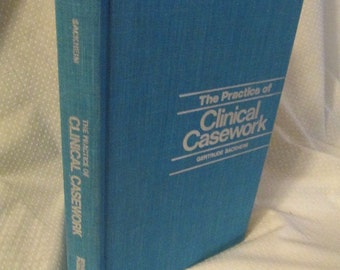 The Practice of
Clinical
Casework
GERTRUDE SACKHEIM
SACKHEIM
THE PRACTICE OF
CLINICAL CASEWORK